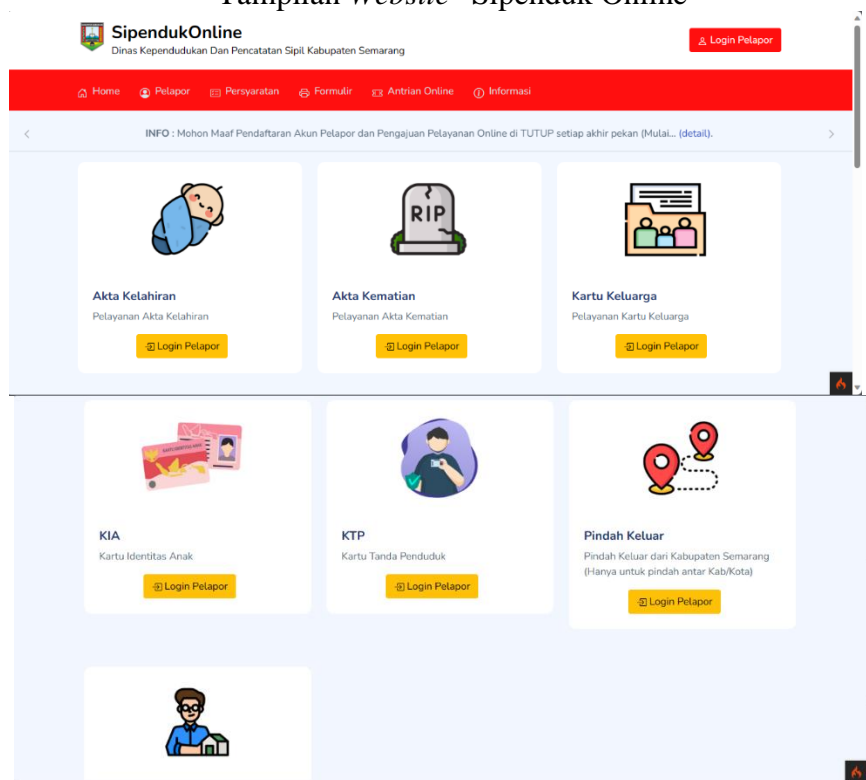 Tampilan Website Sipenduk Online
SipendukOnline
Dinas Kependudukan Dan Pencatatan Sipil Kabupaten Semarang
Login Pelapor
Home Pelapor Persyaratan Formulir Antrian Online Informasi
INFO : Mohon Maaf Pendaftaran Akun Pelapor dan Pengajuan Pelayanan Online di TUTUP setiap akhir pekan (Mulai... (detail).
RIP
Akta Kelahiran
Pelayanan Akta Kelahiran
Login Pelapor
Akta Kematian
Pelayanan Akta Kematian
Login Pelapor
Kartu Keluarga
Pelayanan Kartu Keluarga
Login Pelapor
KIA
Kartu Identitas Anak
Login Pelapor
KTP
Kartu Tanda Penduduk
Login Pelapor
Pindah Keluar
Pindah Keluar dari Kabupaten Semarang
(Hanya untuk pindah antar Kab/Kota)
Login Pelapor